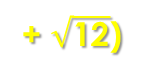 + √12)